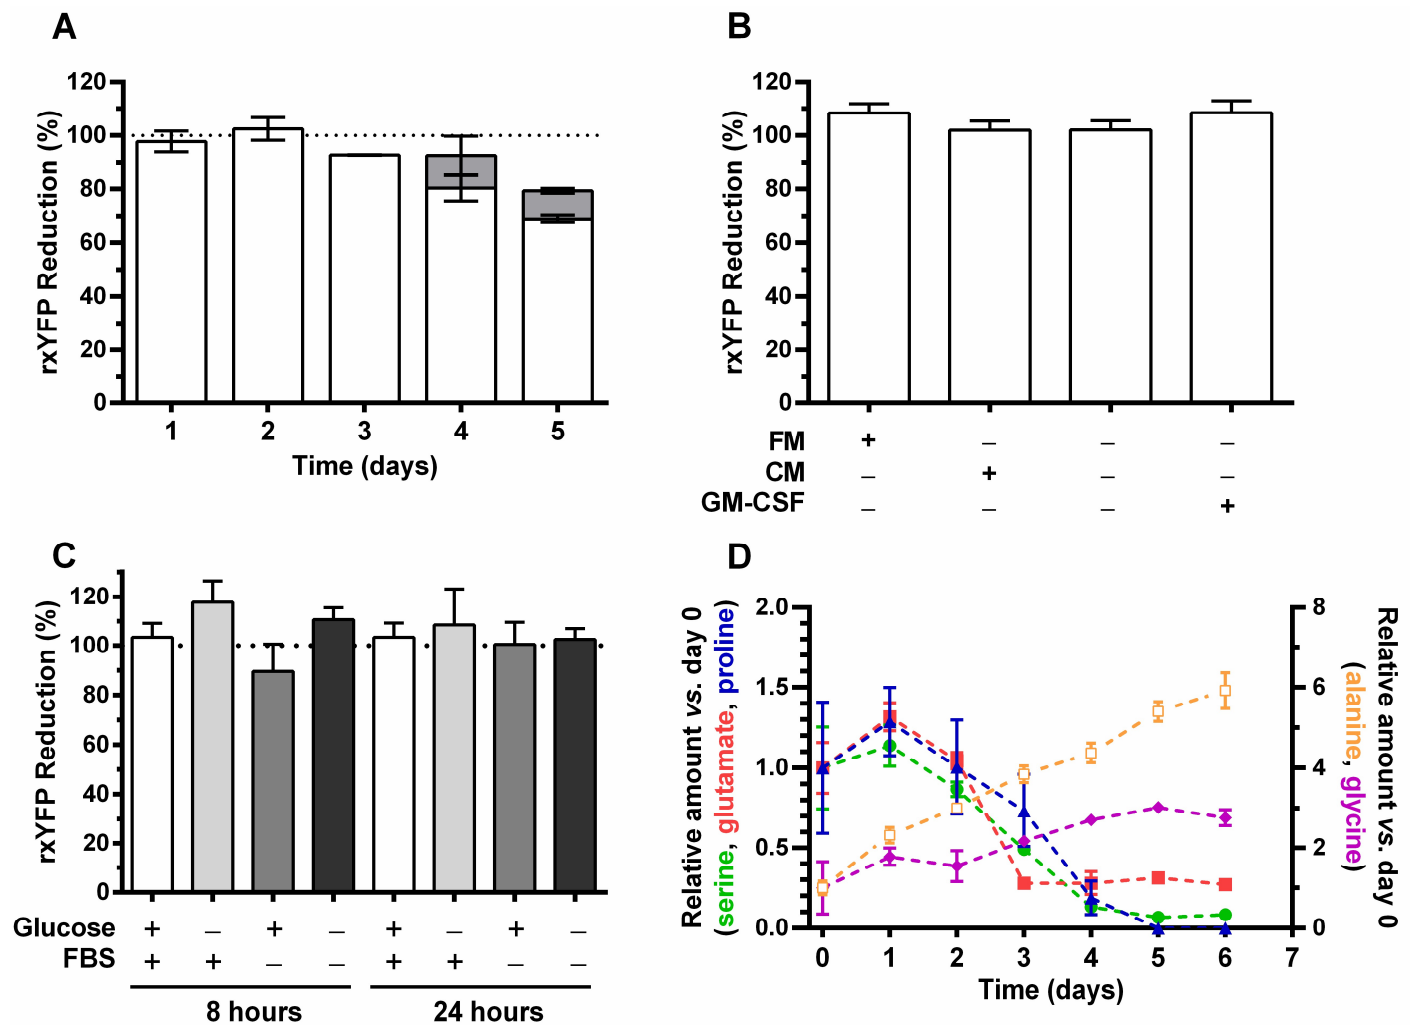 A
rxYFP Reduction (%)
120
100
80
60
40
20
0
1 2 3 4 5
Time (days)
B
rxYFP Reduction (%)
120
100
80
60
40
20
0
FM + – – –
CM – + – –
GM-CSF – – – +
C
rxYFP Reduction (%)
120
100
80
60
40
20
0
Glucose + – + – + – + –
FBS + + – – + + – –
8 hours 24 hours
D
Relative amount vs. day 0
(serine, glutamate, proline)
2.0
1.5
1.0
0.5
0.0
8
6
4
2
0
Relative amount vs. day 0
(alanine, glycine)
0 1 2 3 4 5 6 7
Time (days)